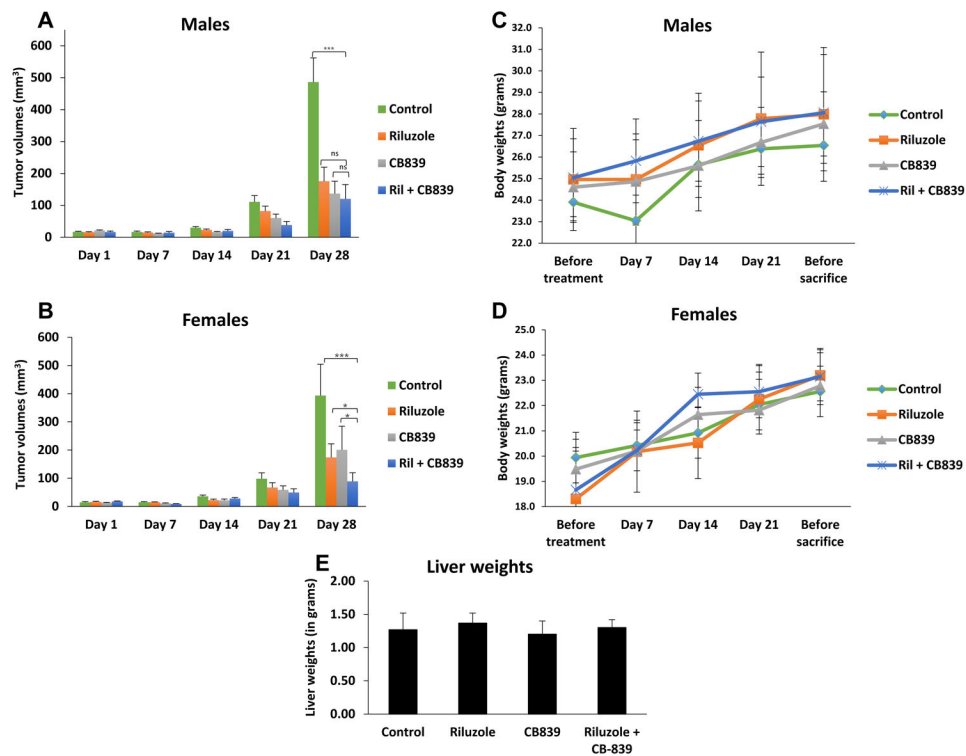 A
Males
Tumor volumes (mm³)
600
500
400
300
200
100
0
***
ns
ns
Day 1 Day 7 Day 14 Day 21 Day 28
Control
Riluzole
CB839
Ril + CB839
C
Males
Body weights (grams)
28.0
31.0
30.0
29.0
28.0
27.0
26.0
25.0
24.0
23.0
22.0
Before treatment Day 7 Day 14 Day 21 Before sacrifice
Control
Riluzole
CB839
Ril + CB839
B
Females
Tumor volumes (mm³)
600
500
400
300
200
100
0
***
*
*
Day 1 Day 7 Day 14 Day 21 Day 28
Control
Riluzole
CB839
Ril + CB839
D
Females
Body weights (grams)
25.0
24.0
23.0
22.0
21.0
20.0
19.0
18.0
Before treatment Day 7 Day 14 Day 21 Before sacrifice
Control
Riluzole
CB839
Ril + CB839
E
Liver weights
Liver weights (in grams)
2.00
1.50
1.00
0.50
0.00
Control Riluzole CB839 Riluzole +
CB-839